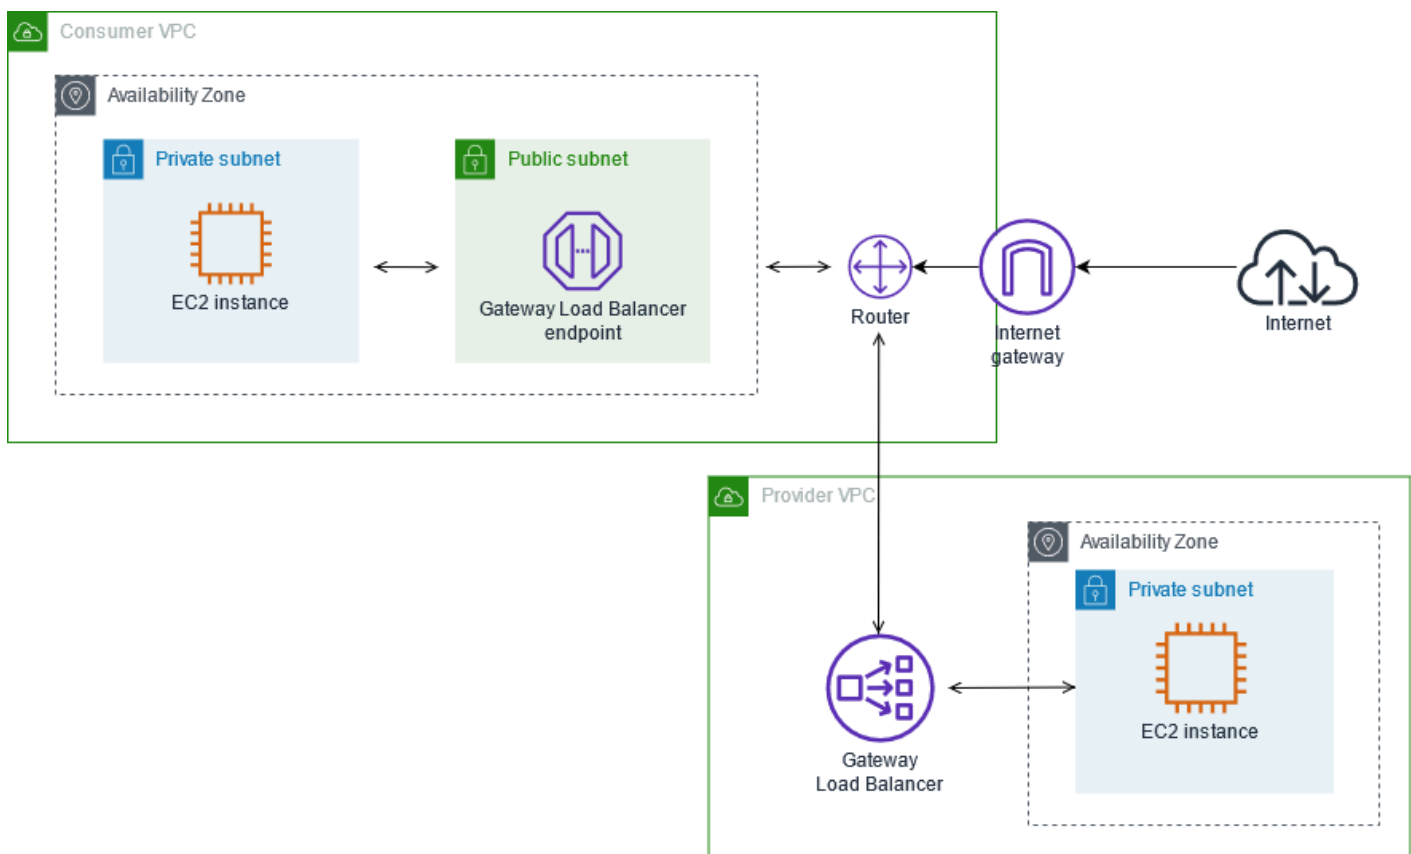 Consumer VPC
Availability Zone
Private subnet
Public subnet
EC2 instance
Gateway Load Balancer
endpoint
Router
Internet
gateway
Internet
Provider VPC
Availability Zone
Private subnet
EC2 instance
Gateway
Load Balancer